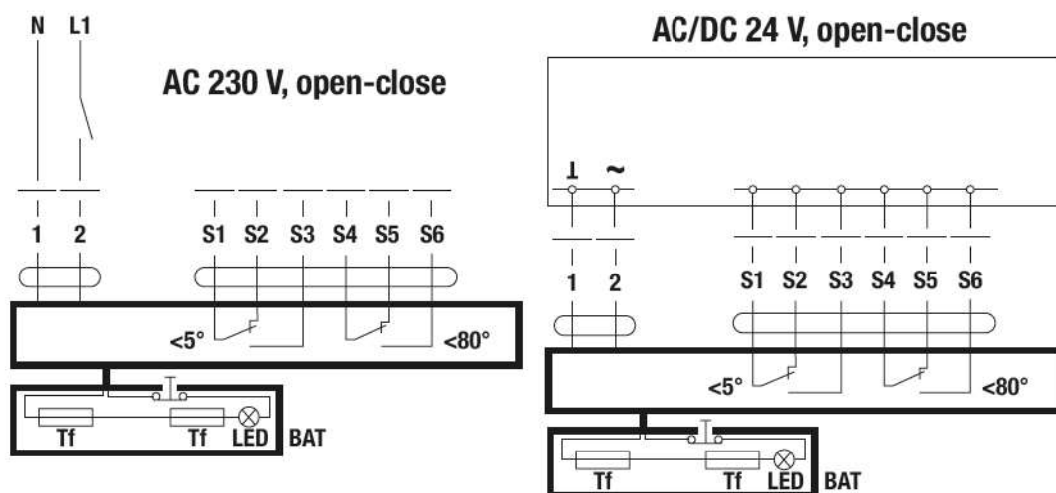 N L1
AC 230 V, open-close
1 2 S1 S2 S3 S4 S5 S6
<5° <80°
Tf Tf LED BAT
AC/DC 24 V, open-close
⊥ ~
1 2 S1 S2 S3 S4 S5 S6
<5° <80°
Tf Tf LED BAT